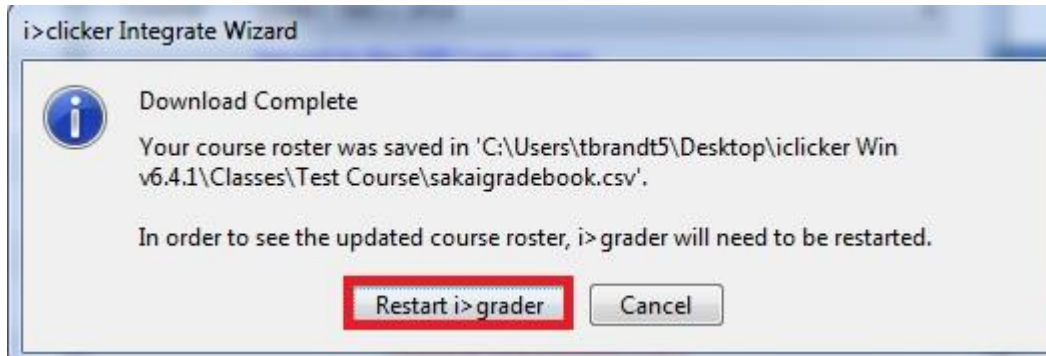 i>clicker Integrate Wizard
Download Complete
Your course roster was saved in 'C:\Users\tbrandt5\Desktop\iclicker Win
v6.4.1\Classes\Test Course\sakaigradebook.csv'.
In order to see the updated course roster, i>grader will need to be restarted.
Restart i>grader
Cancel